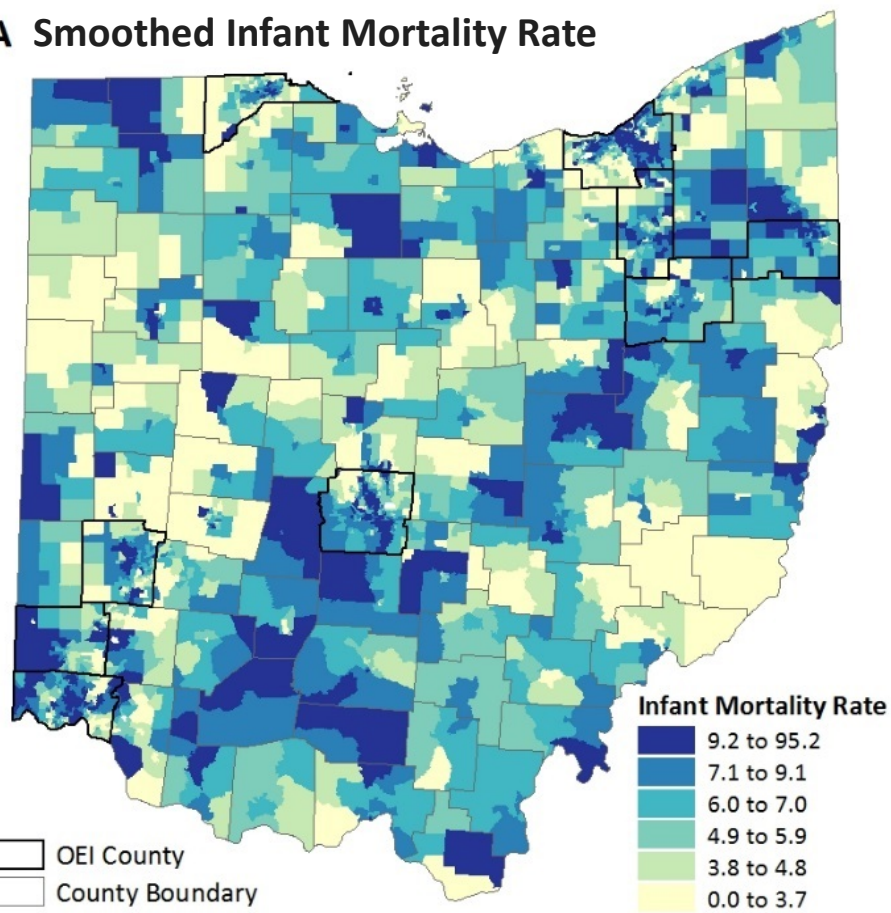 A Smoothed Infant Mortality Rate
Infant Mortality Rate
9.2 to 95.2
7.1 to 9.1
6.0 to 7.0
4.9 to 5.9
3.8 to 4.8
0.0 to 3.7
OEI County
County Boundary